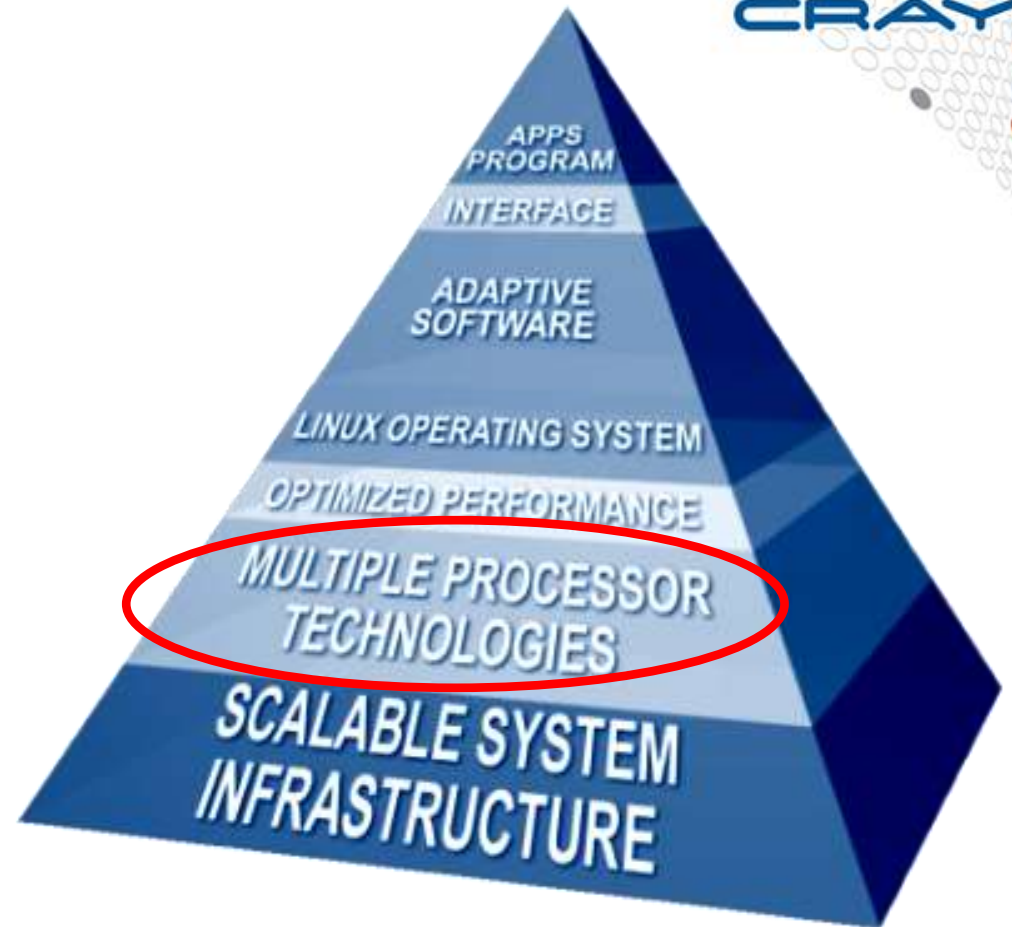 CRAY
APPS
PROGRAM
INTERFACE
ADAPTIVE
SOFTWARE
LINUX OPERATING SYSTEM
OPTIMIZED PERFORMANCE
MULTIPLE PROCESSOR
TECHNOLOGIES
SCALABLE SYSTEM
INFRASTRUCTURE